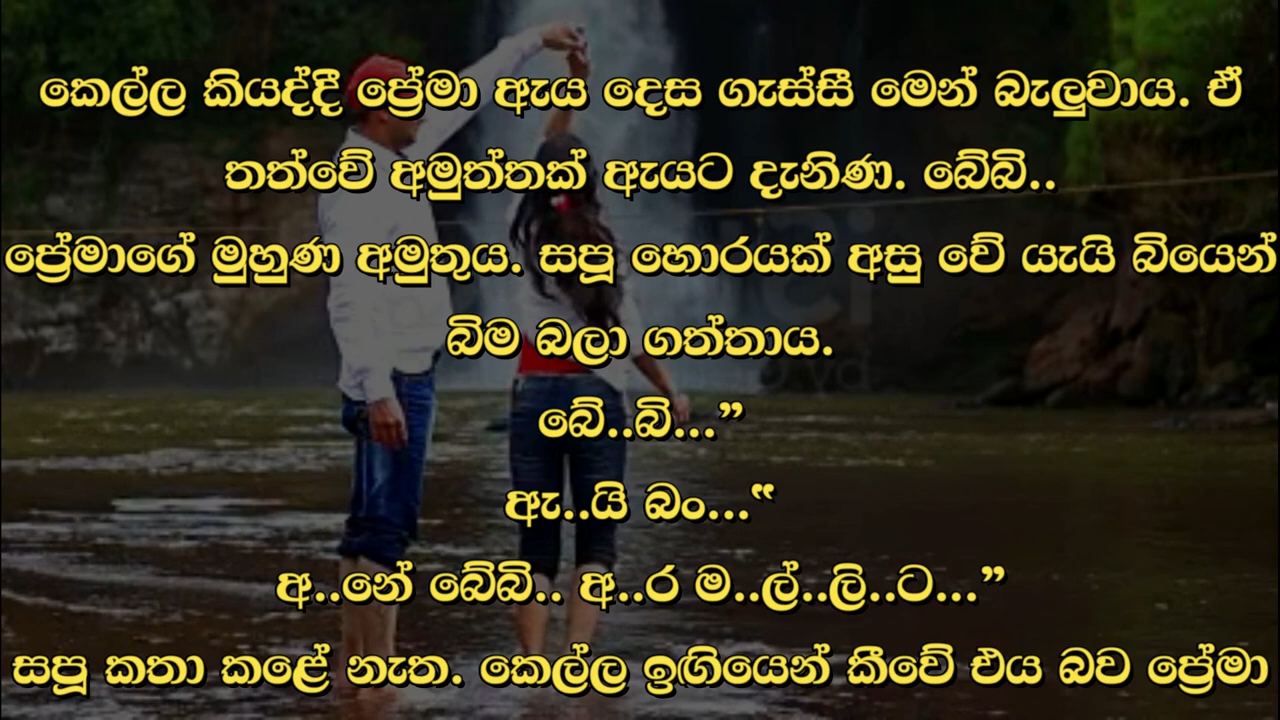 කෙල්ල කියද්දී ප්‍රේමා ඇය දෙස ගැස්සී මෙන් බැලුවාය. ඒ
තත්වේ අමුත්තක් ඇයට දැනිණ. බේබි..
ප්‍රේමාගේ මුහුණ අමුතුය. සපූ හොරයක් අසු වේ යැයි බියෙන්
බිම බලා ගත්තාය.
බේ..බි...”
ඇ..යි බං...“
අ..නේ බේබි.. අ..ර ම..ල්..ලි..ට...”
සපූ කතා කළේ නැත. කෙල්ල ඉඟියෙන් කීවේ එය බව ප්‍රේමා